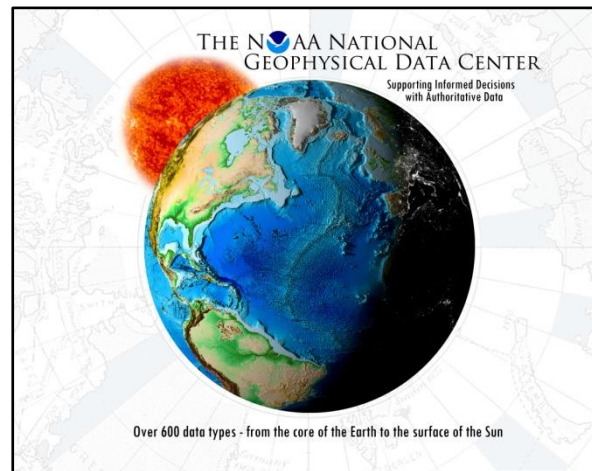 THE NOAA NATIONAL
GEOPHYSICAL DATA CENTER
Supporting Informed Decisions
with Authoritative Data
Over 600 data types - from the core of the Earth to the surface of the Sun